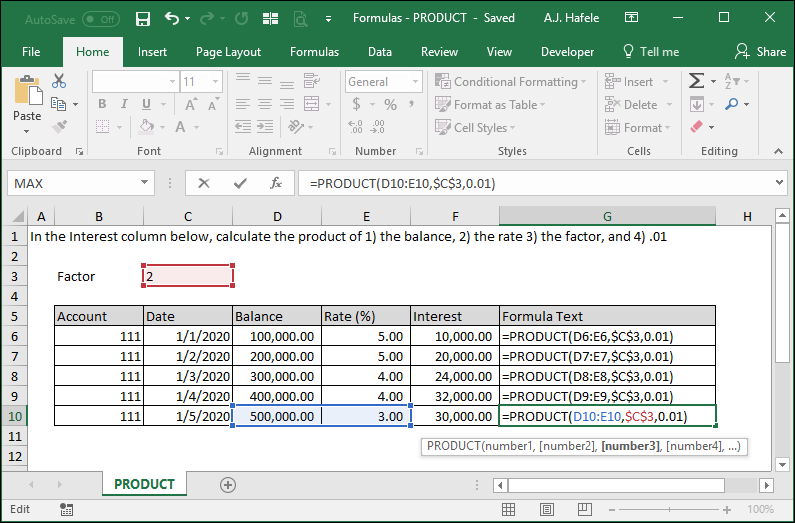 AutoSave Off Formulas - PRODUCT - Saved A.J. Hafele
File Home Insert Page Layout Formulas Data Review View Developer Tell me Share
General
11 Conditional Formatting Insert
Paste B I U A A $ % , Format as Table Delete
A Cell Styles Format
Clipboard Font Alignment Number Styles Cells Editing
MAX fx =PRODUCT(D10:E10,$C$3,0.01)
A B C D E F G H
1 In the Interest column below, calculate the product of 1) the balance, 2) the rate 3) the factor, and 4) .01
2
3 Factor 2
4
5 Account Date Balance Rate (%) Interest Formula Text
6 111 1/1/2020 100,000.00 5.00 10,000.00 =PRODUCT(D6:E6,$C$3,0.01)
7 111 1/2/2020 200,000.00 5.00 20,000.00 =PRODUCT(D7:E7,$C$3,0.01)
8 111 1/3/2020 300,000.00 4.00 24,000.00 =PRODUCT(D8:E8,$C$3,0.01)
9 111 1/4/2020 400,000.00 4.00 32,000.00 =PRODUCT(D9:E9,$C$3,0.01)
10 111 1/5/2020 500,000.00 3.00 30,000.00 =PRODUCT(D10:E10,$C$3,0.01)
11
PRODUCT(number1, [number2], [number3], [number4], ...)
12
PRODUCT
Edit 100%